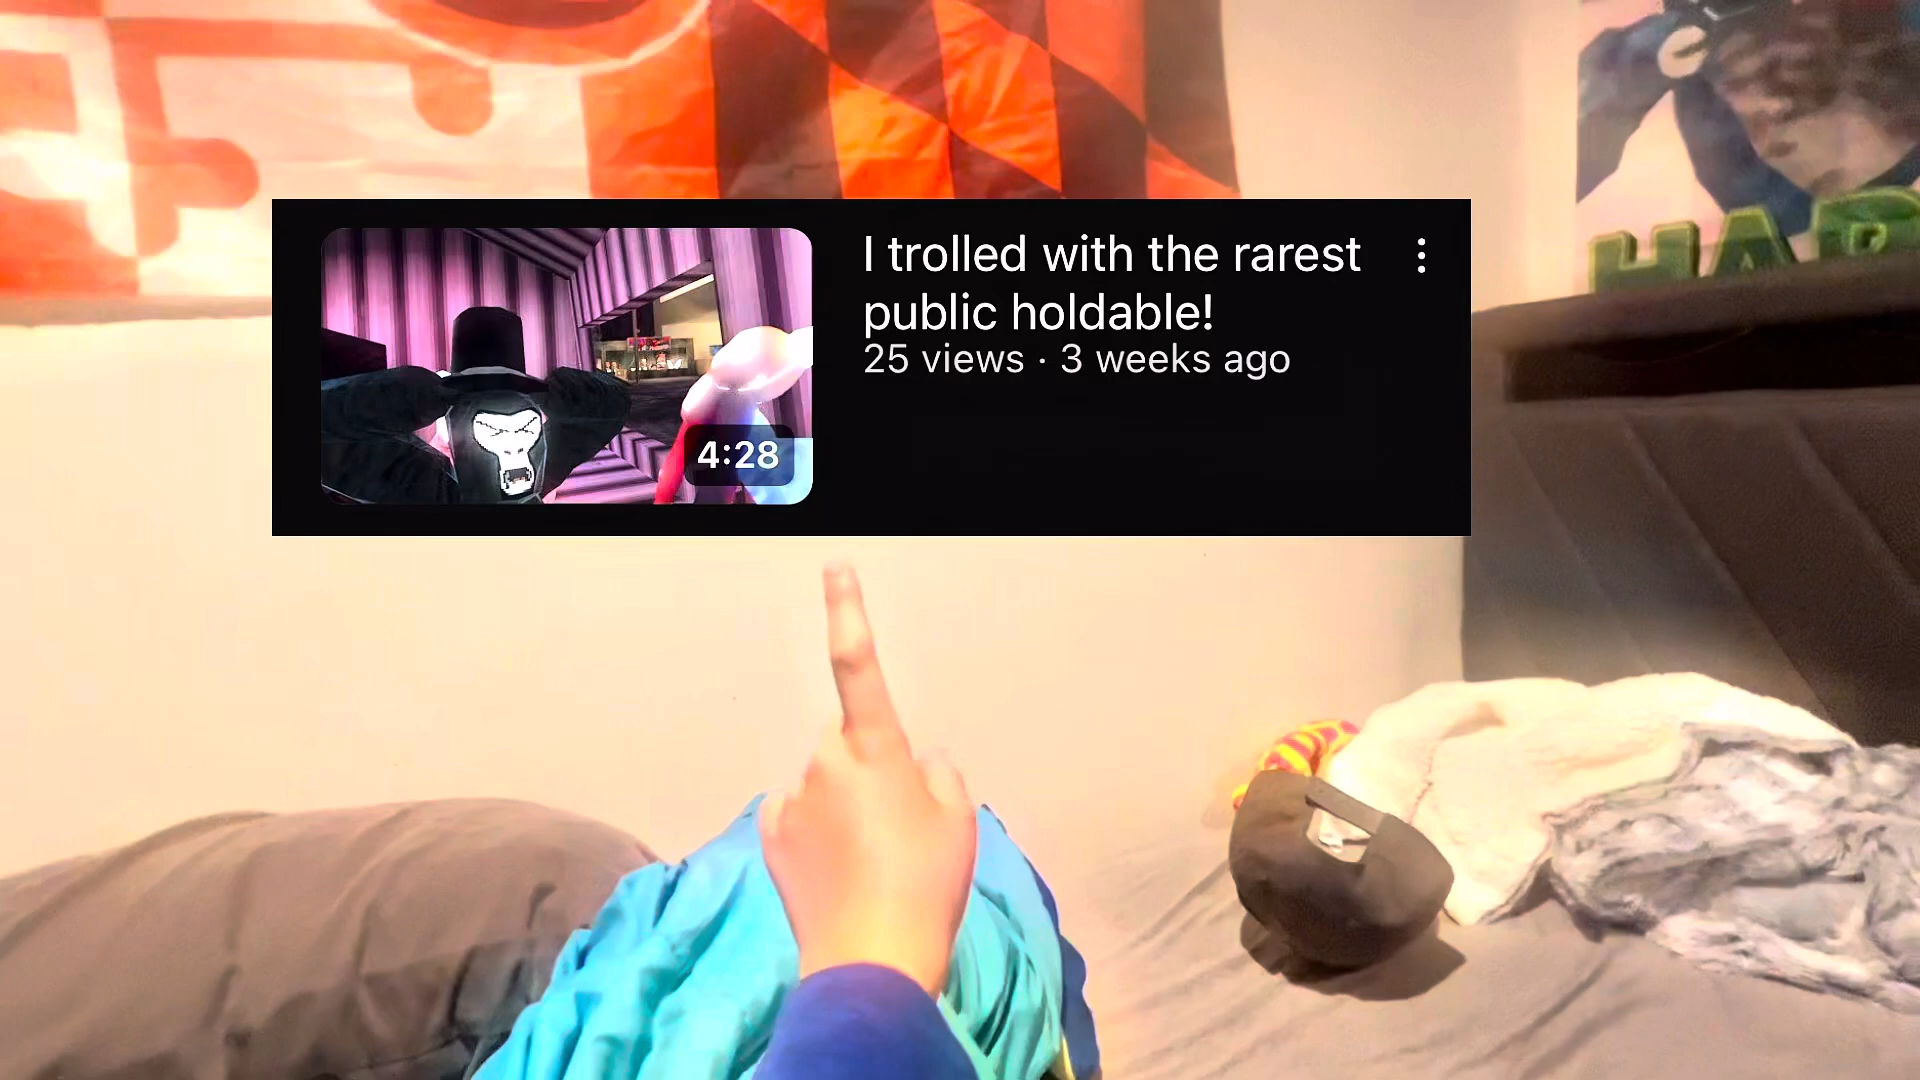 I trolled with the rarest
public holdable!
25 views · 3 weeks ago
4:28